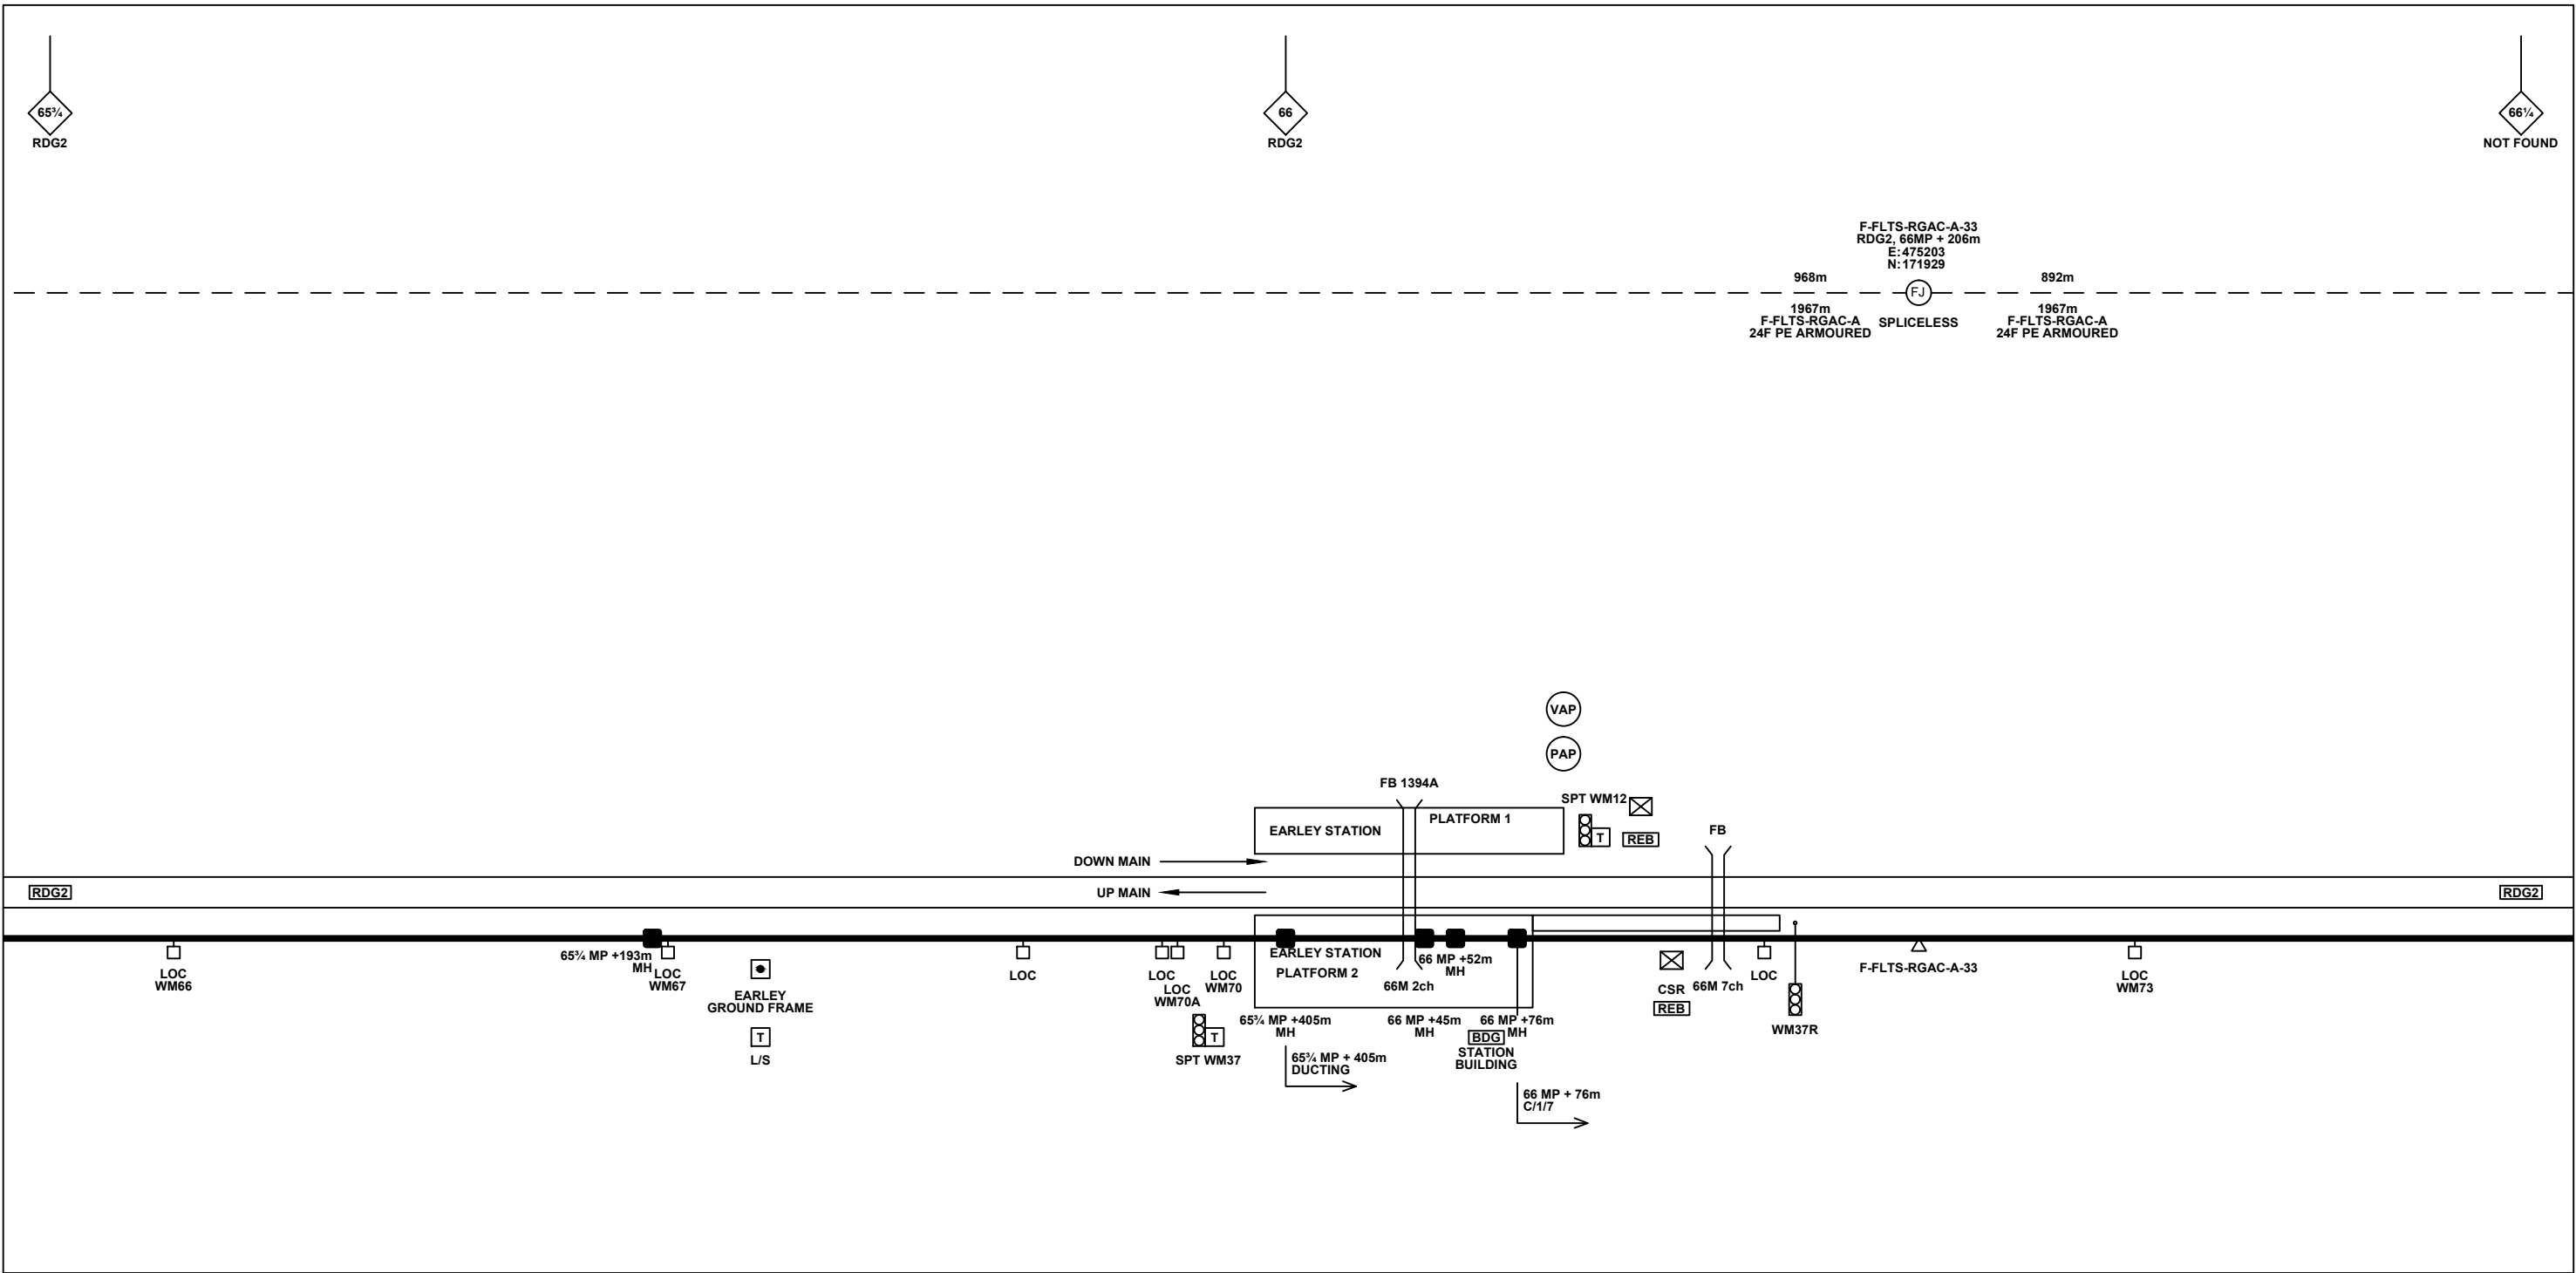 65¾
RDG2
66
RDG2
66¼
NOT FOUND
F-FLTS-RGAC-A-33
RDG2, 66MP + 206m
E:475203
N:171929
968m
892m
FJ
1967m
F-FLTS-RGAC-A
24F PE ARMOURED
SPLICELESS
1967m
F-FLTS-RGAC-A
24F PE ARMOURED
VAP
PAP
FB 1394A
SPT WM12
T
REB
FB
EARLEY STATION
PLATFORM 1
DOWN MAIN
UP MAIN
RDG2
RDG2
LOC
WM66
65¾ MP +193m
MH
LOC
WM67
EARLEY
GROUND FRAME
T
L/S
LOC
LOC
LOC
WM70A
LOC
WM70
T
SPT WM37
EARLEY STATION
PLATFORM 2
66 MP +52m
MH
66M 2ch
65¾ MP +405m
MH
66 MP +45m
MH
66 MP +76m
MH
BDG
STATION
BUILDING
65¾ MP + 405m
DUCTING
66 MP + 76m
C/1/7
CSR
REB
66M 7ch
LOC
WM37R
F-FLTS-RGAC-A-33
LOC
WM73